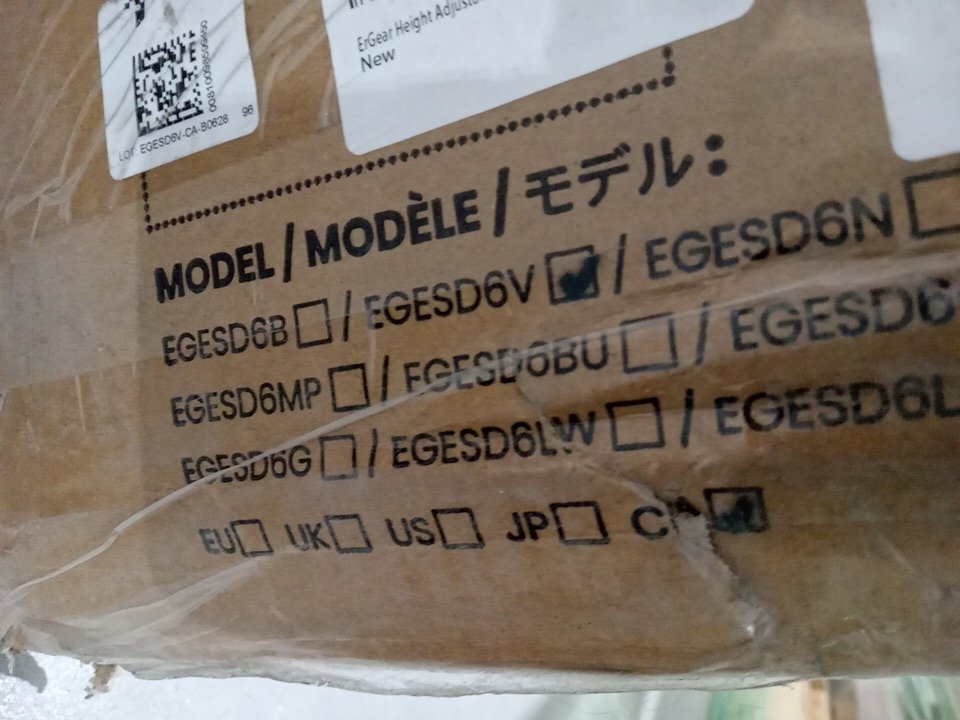 00810098599450
LOT: EGESD6V-CA-B0628 96
ErGear Height Adjusta
New
MODEL / MODÈLE / モデル:
EGESD6B / EGESD6V / EGESD6N
EGESD6MP / EGESD6BU / EGESD6
EGESD6G / EGESD6LW / EGESD6L
EU UK US JP CA